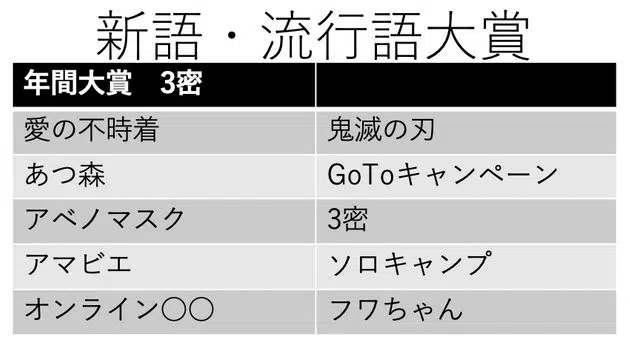 新語・流行語大賞
年間大賞　3密
愛の不時着　鬼滅の刃
あつ森　GoToキャンペーン
アベノマスク　3密
アマビエ　ソロキャンプ
オンライン○○　フワちゃん